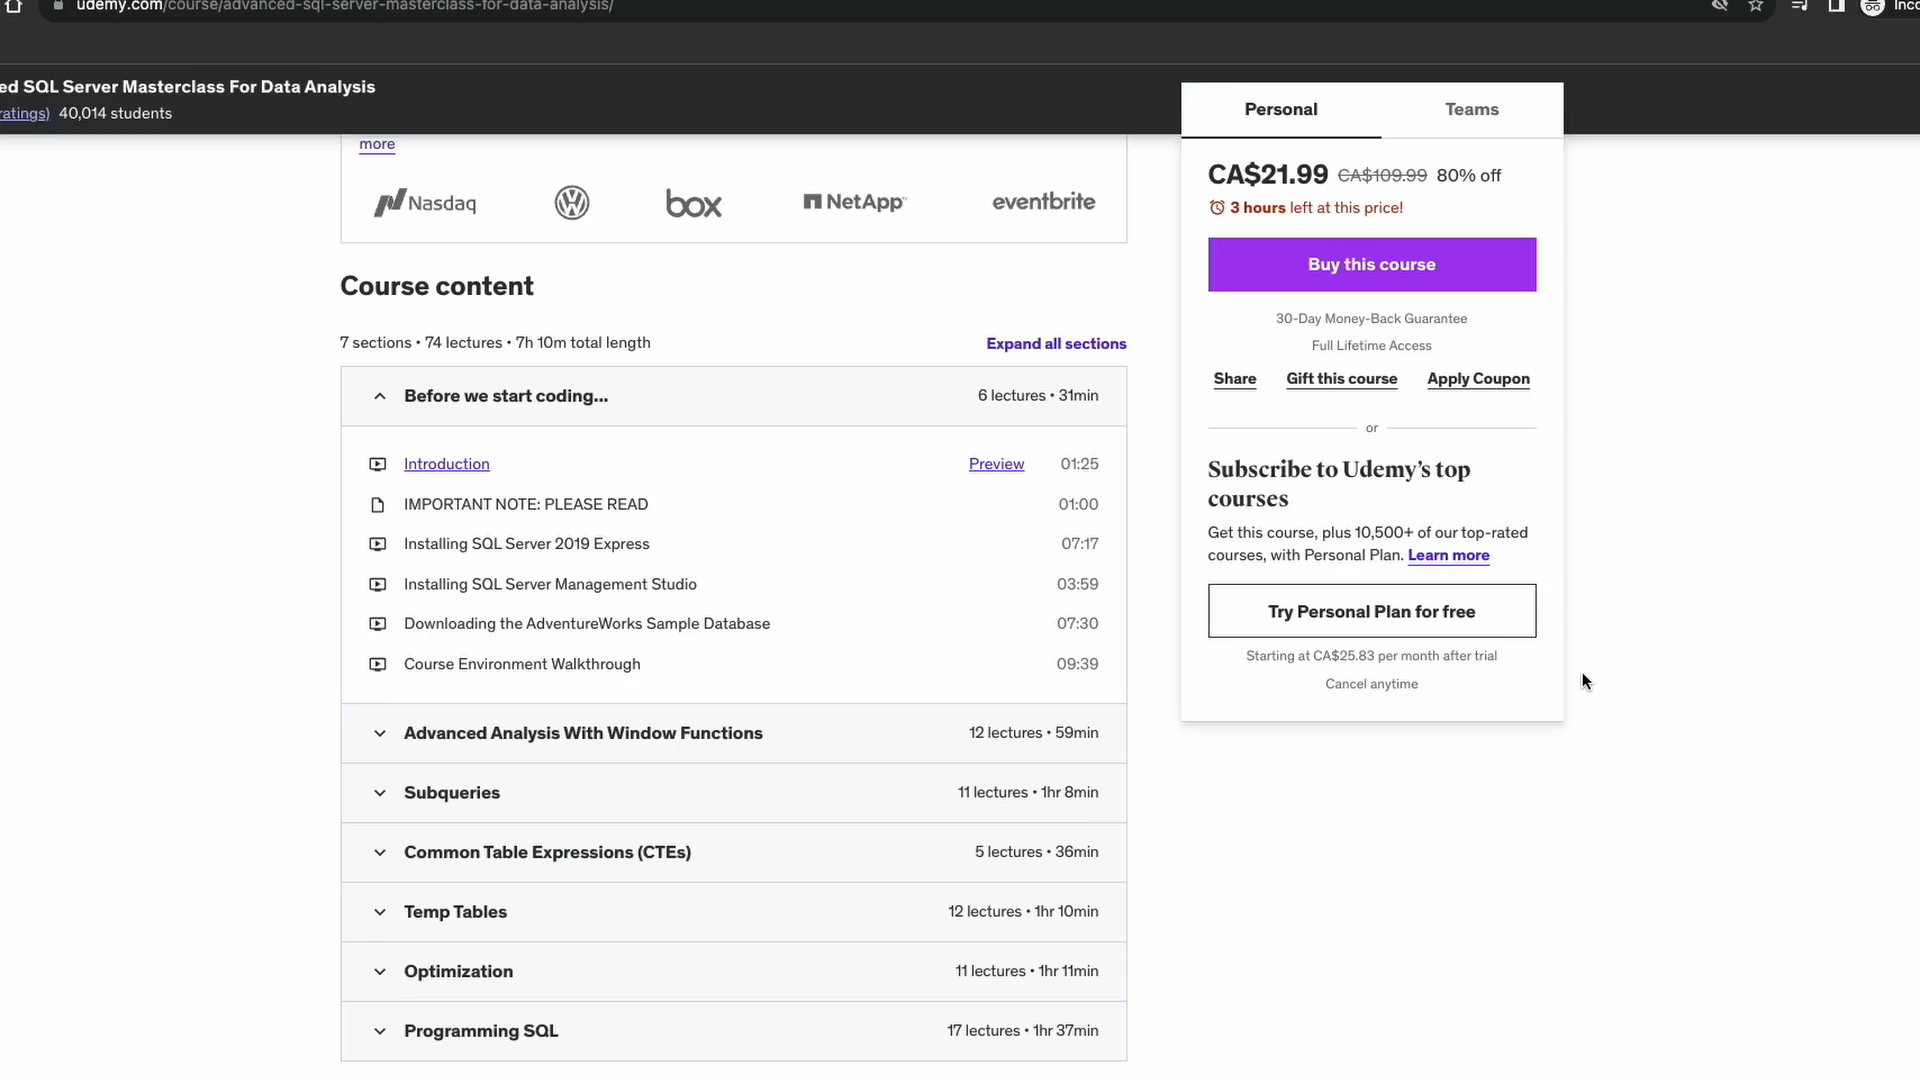 udemy.com/course/advanced-sql-server-masterclass-for-data-analysis/
Inco
ed SQL Server Masterclass For Data Analysis
ratings) 40,014 students
more
Nasdaq
box
NetApp
eventbrite
Course content
7 sections • 74 lectures • 7h 10m total length
Expand all sections
Before we start coding...
6 lectures • 31min
Introduction
Preview
01:25
IMPORTANT NOTE: PLEASE READ
01:00
Installing SQL Server 2019 Express
07:17
Installing SQL Server Management Studio
03:59
Downloading the AdventureWorks Sample Database
07:30
Course Environment Walkthrough
09:39
Advanced Analysis With Window Functions
12 lectures • 59min
Subqueries
11 lectures • 1hr 8min
Common Table Expressions (CTEs)
5 lectures • 36min
Temp Tables
12 lectures • 1hr 10min
Optimization
11 lectures • 1hr 11min
Programming SQL
17 lectures • 1hr 37min
Personal
Teams
CA$21.99 CA$109.99 80% off
3 hours left at this price!
Buy this course
30-Day Money-Back Guarantee
Full Lifetime Access
Share
Gift this course
Apply Coupon
or
Subscribe to Udemy’s top
courses
Get this course, plus 10,500+ of our top-rated
courses, with Personal Plan. Learn more
Try Personal Plan for free
Starting at CA$25.83 per month after trial
Cancel anytime